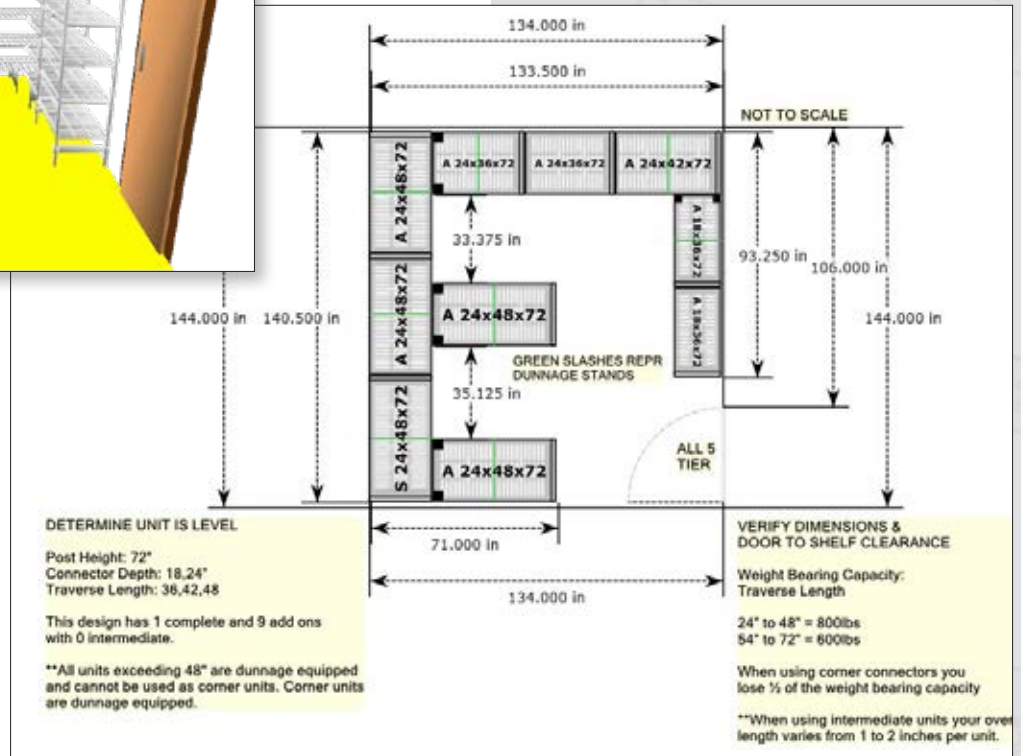 134.000 in
133.500 in
NOT TO SCALE
A 24x48x72
A 24x36x72
A 24x36x72
A 24x42x72
A 18x36x72
33.375 in
93.250 in
106.000 in
144.000 in
140.500 in
A 24x48x72
A 24x48x72
A 18x36x72
144.000 in
GREEN SLASHES REPR
DUNNAGE STANDS
35.125 in
S 24x48x72
A 24x48x72
ALL 5
TIER
71.000 in
134.000 in
DETERMINE UNIT IS LEVEL
Post Height: 72"
Connector Depth: 18,24"
Traverse Length: 36,42,48
This design has 1 complete and 9 add ons
with 0 intermediate.
**All units exceeding 48" are dunnage equipped
and cannot be used as corner units. Corner units
are dunnage equipped.
VERIFY DIMENSIONS &
DOOR TO SHELF CLEARANCE
Weight Bearing Capacity:
Traverse Length
24" to 48" = 800lbs
54" to 72" = 600lbs
When using corner connectors you
lose ½ of the weight bearing capacity
**When using intermediate units your over
length varies from 1 to 2 inches per unit.